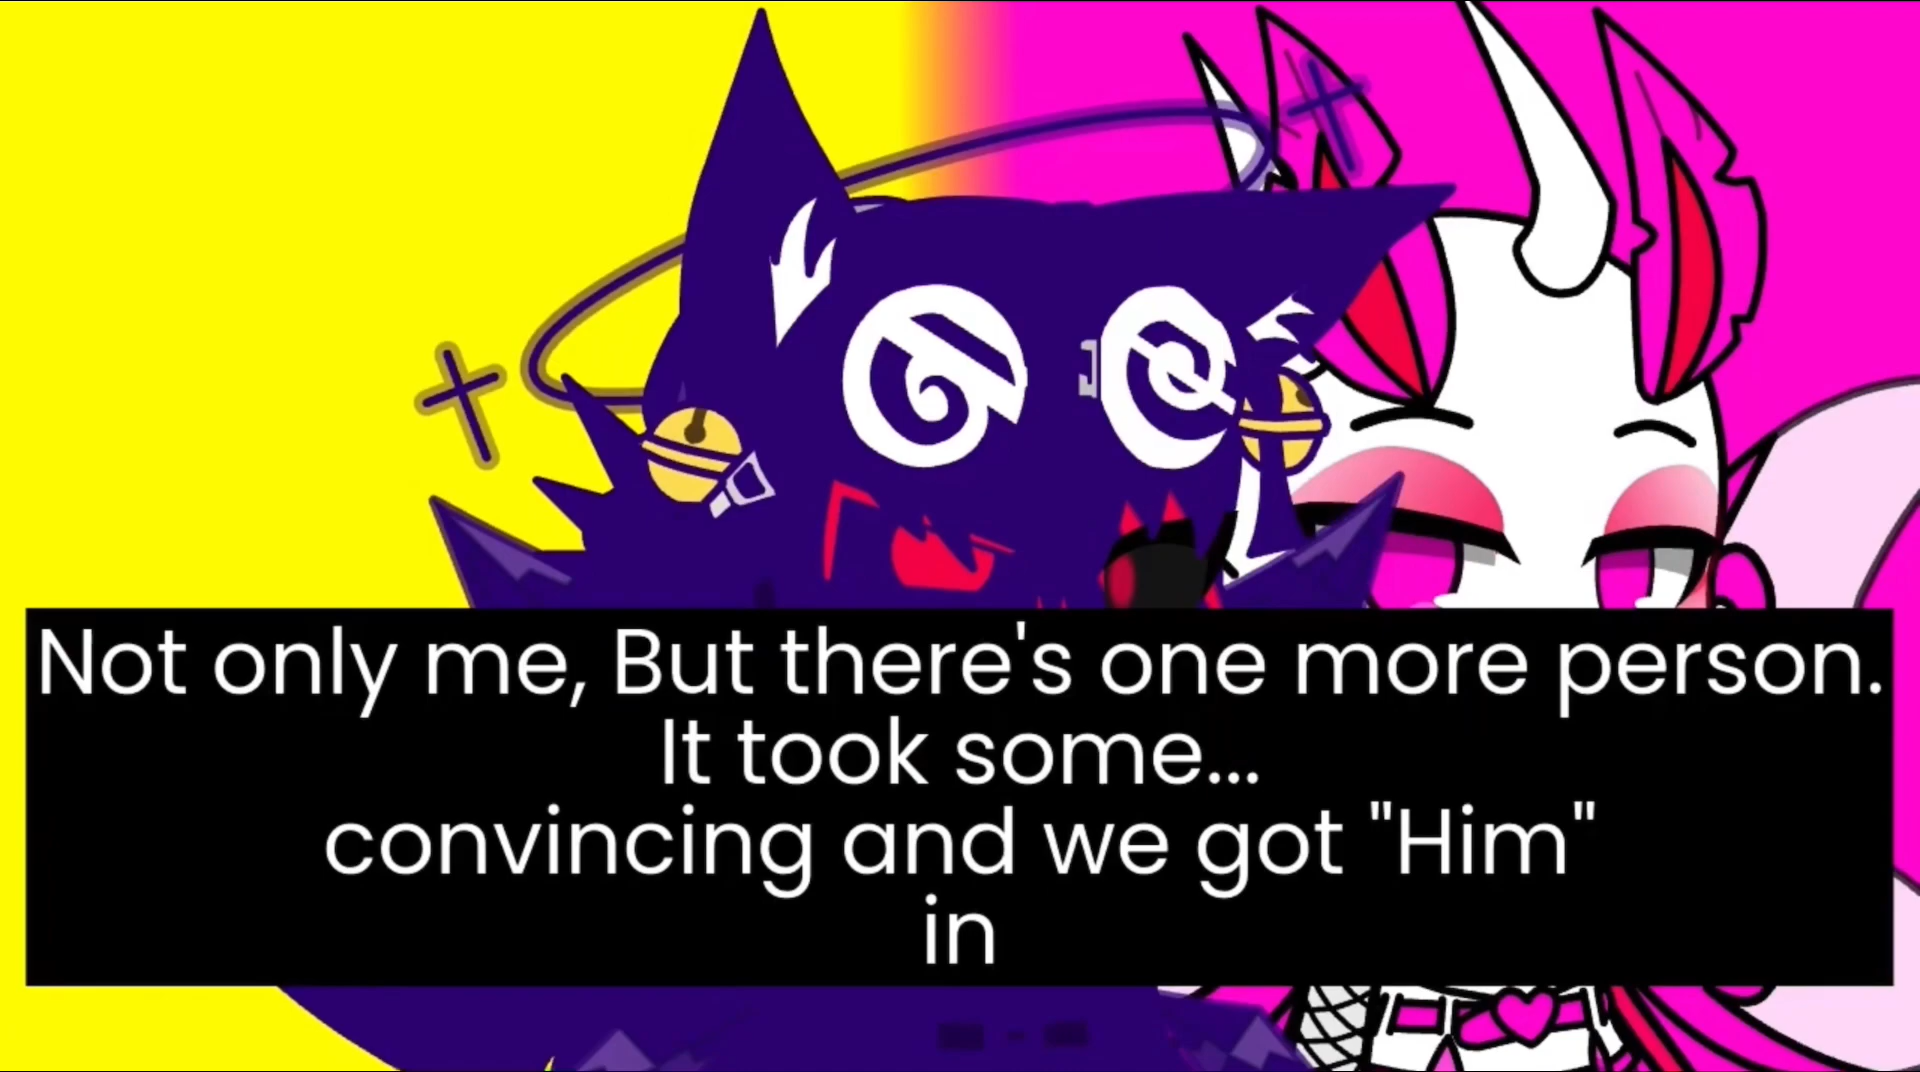 Not only me, But there's one more person.
It took some...
convincing and we got "Him"
in